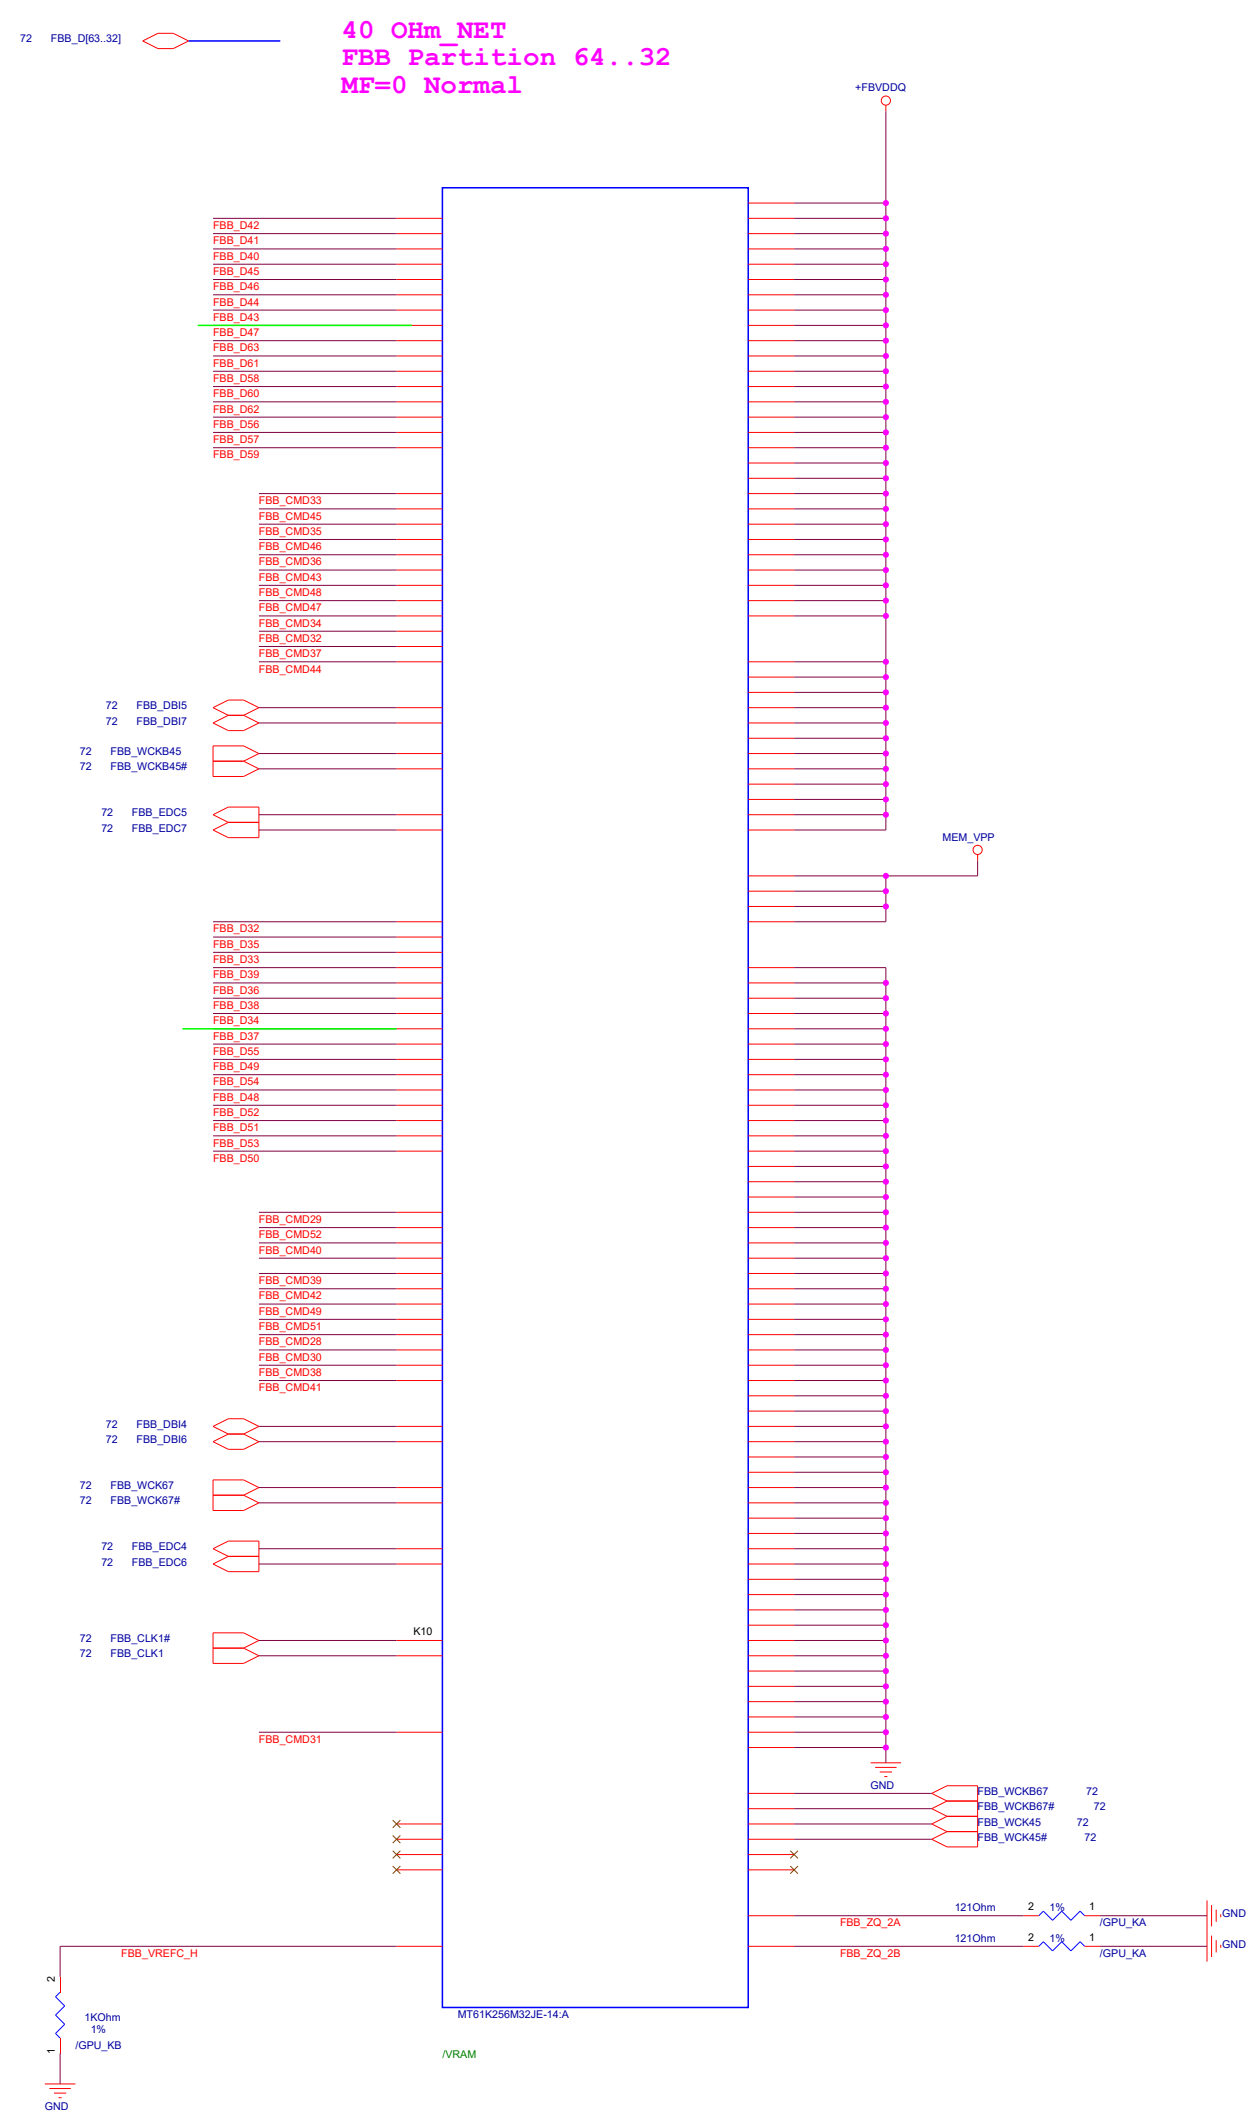 72 FBB_D[63..32]
40 OHm_NET
FBB Partition 64..32
MF=0 Normal
+FBVDDQ
FBB_D42
FBB_D41
FBB_D40
FBB_D45
FBB_D46
FBB_D44
FBB_D43
FBB_D47
FBB_D63
FBB_D61
FBB_D58
FBB_D60
FBB_D62
FBB_D56
FBB_D57
FBB_D59
FBB_CMD33
FBB_CMD45
FBB_CMD35
FBB_CMD46
FBB_CMD36
FBB_CMD43
FBB_CMD48
FBB_CMD47
FBB_CMD34
FBB_CMD32
FBB_CMD37
FBB_CMD44
72 FBB_DBI5
72 FBB_DBI7
72 FBB_WCKB45
72 FBB_WCKB45#
72 FBB_EDC5
72 FBB_EDC7
MEM_VPP
FBB_D32
FBB_D35
FBB_D33
FBB_D39
FBB_D36
FBB_D38
FBB_D34
FBB_D37
FBB_D55
FBB_D49
FBB_D54
FBB_D48
FBB_D52
FBB_D51
FBB_D53
FBB_D50
FBB_CMD29
FBB_CMD52
FBB_CMD40
FBB_CMD39
FBB_CMD42
FBB_CMD49
FBB_CMD51
FBB_CMD28
FBB_CMD30
FBB_CMD38
FBB_CMD41
72 FBB_DBI4
72 FBB_DBI6
72 FBB_WCK67
72 FBB_WCK67#
72 FBB_EDC4
72 FBB_EDC6
72 FBB_CLK1# K10
72 FBB_CLK1
FBB_CMD31
GND
FBB_WCKB67 72
FBB_WCKB67# 72
FBB_WCK45 72
FBB_WCK45# 72
121Ohm 2 1% 1
FBB_ZQ_2A /GPU_KA GND
121Ohm 2 1% 1
FBB_ZQ_2B /GPU_KA GND
FBB_VREFC_H
2
1KOhm
1%
/GPU_KB
1
GND
MT61K256M32JE-14:A
/VRAM